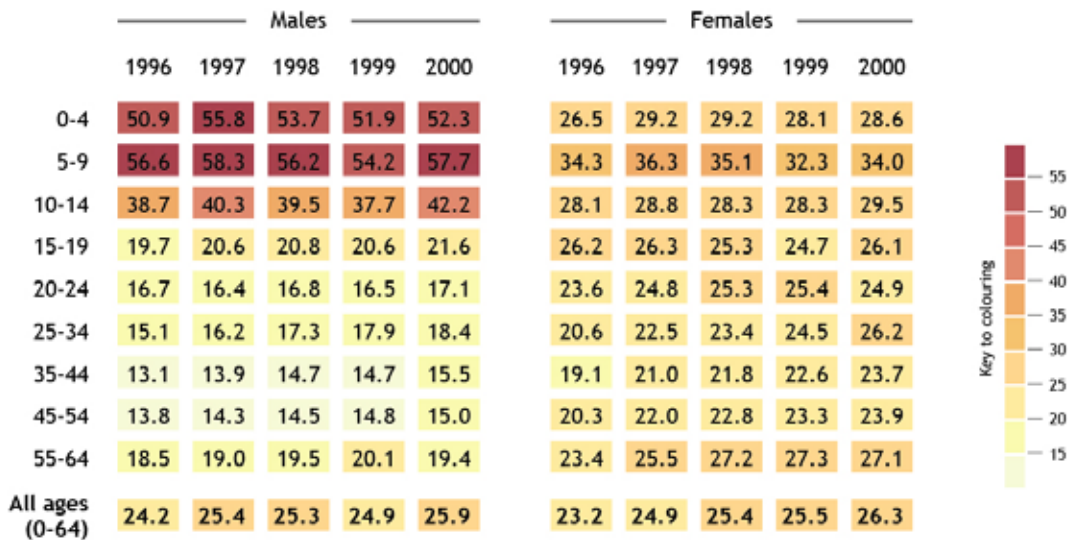 Males Females
1996 1997 1998 1999 2000 1996 1997 1998 1999 2000
0-4 50.9 55.8 53.7 51.9 52.3 26.5 29.2 29.2 28.1 28.6
5-9 56.6 58.3 56.2 54.2 57.7 34.3 36.3 35.1 32.3 34.0
10-14 38.7 40.3 39.5 37.7 42.2 28.1 28.8 28.3 28.3 29.5
15-19 19.7 20.6 20.8 20.6 21.6 26.2 26.3 25.3 24.7 26.1
20-24 16.7 16.4 16.8 16.5 17.1 23.6 24.8 25.3 25.4 24.9
25-34 15.1 16.2 17.3 17.9 18.4 20.6 22.5 23.4 24.5 26.2
35-44 13.1 13.9 14.7 14.7 15.5 19.1 21.0 21.8 22.6 23.7
45-54 13.8 14.3 14.5 14.8 15.0 20.3 22.0 22.8 23.3 23.9
55-64 18.5 19.0 19.5 20.1 19.4 23.4 25.5 27.2 27.3 27.1
All ages
(0-64) 24.2 25.4 25.3 24.9 25.9 23.2 24.9 25.4 25.5 26.3
Key to colouring
55
50
45
40
35
30
25
20
15